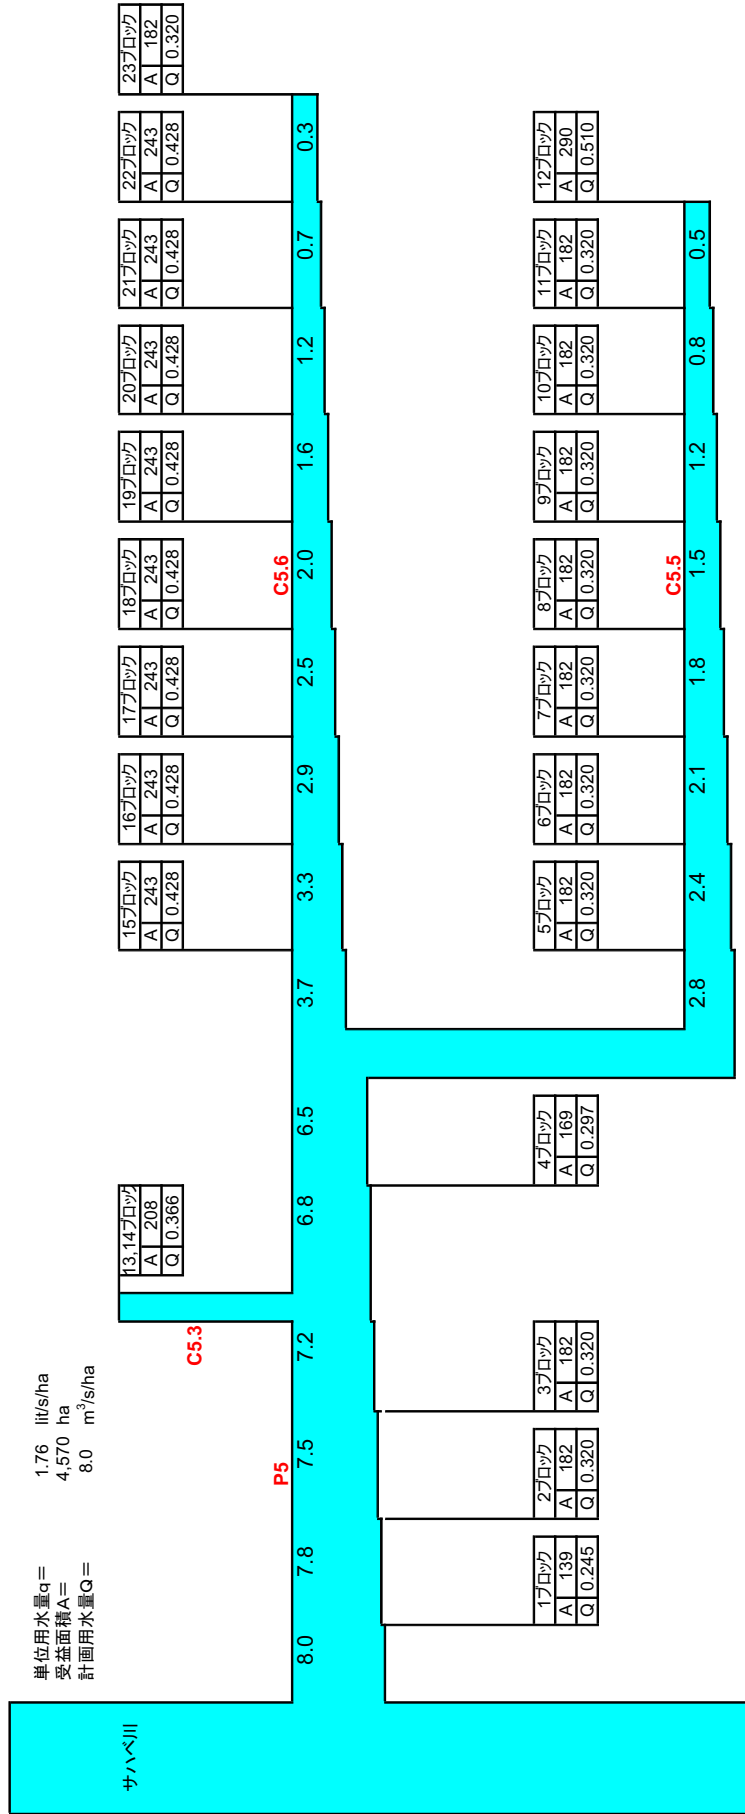 単位用水量q= 1.76 lit/s/ha
受益面積A= 4,570 ha
計画用水量Q= 8.0 m³/s/ha
サハベ川
13,14ブロック
A 208
Q 0.366
15ブロック
A 243
Q 0.428
16ブロック
A 243
Q 0.428
17ブロック
A 243
Q 0.428
18ブロック
A 243
Q 0.428
19ブロック
A 243
Q 0.428
20ブロック
A 243
Q 0.428
21ブロック
A 243
Q 0.428
22ブロック
A 243
Q 0.428
23ブロック
A 182
Q 0.320
C5.3
P5
C5.6
8.0 7.8 7.5 7.2 6.8 6.5 3.7 3.3 2.9 2.5 2.0 1.6 1.2 0.7 0.3
1ブロック
A 139
Q 0.245
2ブロック
A 182
Q 0.320
3ブロック
A 182
Q 0.320
4ブロック
A 169
Q 0.297
5ブロック
A 182
Q 0.320
6ブロック
A 182
Q 0.320
7ブロック
A 182
Q 0.320
8ブロック
A 182
Q 0.320
9ブロック
A 182
Q 0.320
10ブロック
A 182
Q 0.320
11ブロック
A 182
Q 0.320
12ブロック
A 290
Q 0.510
C5.5
2.8 2.4 2.1 1.8 1.5 1.2 0.8 0.5